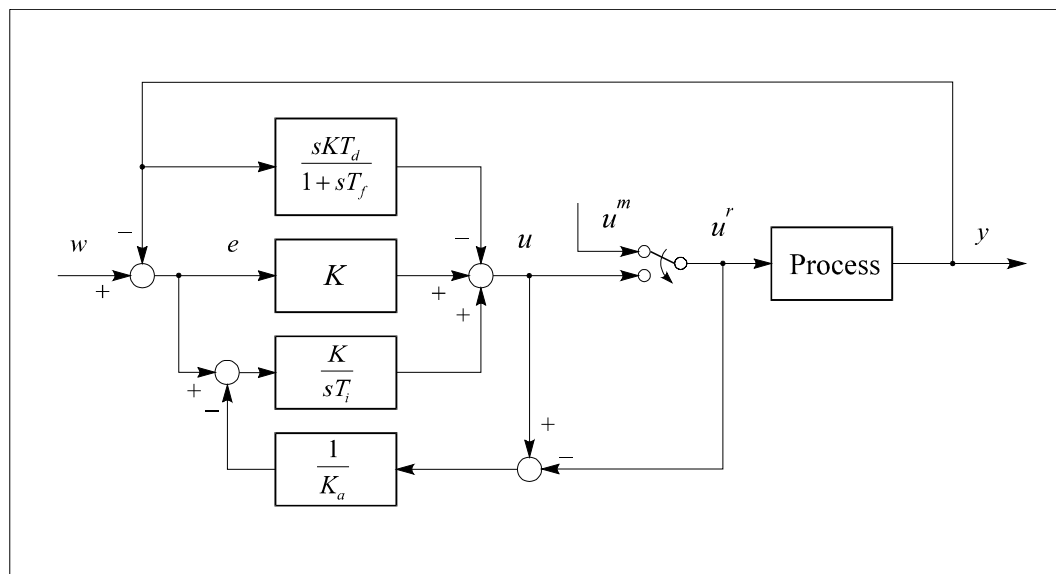 sKT_d
1 + sT_f
−
w
e
−
u
u^m
u^r
y
+
K
+
+
Process
K
sT_i
+
−
+
−
1
K_a